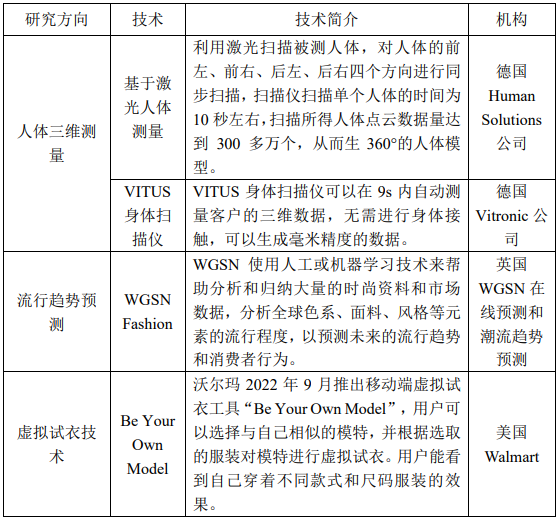 研究方向 技术 技术简介 机构
人体三维测
量
基于激
光人体
测量
利用激光扫描被测人体，对人体的前
左、前右、后左、后右四个方向进行同
步扫描，扫描仪扫描单个人体的时间为
10 秒左右，扫描所得人体点云数据量达
到 300 多万个，从而生 360°的人体模
型。
德国
Human
Solutions
公司
VITUS
身体扫
描仪
VITUS 身体扫描仪可以在 9s 内自动测
量客户的三维数据，无需进行身体接
触，可以生成毫米精度的数据。
德国
Vitronic 公
司
流行趋势预
测
WGSN
Fashion
WGSN 使用人工或机器学习技术来帮
助分析和归纳大量的时尚资料和市场
数据，分析全球色系、面料、风格等元
素的流行程度，以预测未来的流行趋势
和消费者行为。
英国
WGSN 在
线预测和
潮流趋势
预测
虚拟试衣技
术
Be Your
Own
Model
沃尔玛 2022 年 9 月推出移动端虚拟试
衣工具“Be Your Own Model”，用户可
以选择与自己相似的模特，并根据选取
的服装对模特进行虚拟试衣。用户能看
到自己穿着不同款式和尺码服装的效
果。
美国
Walmart